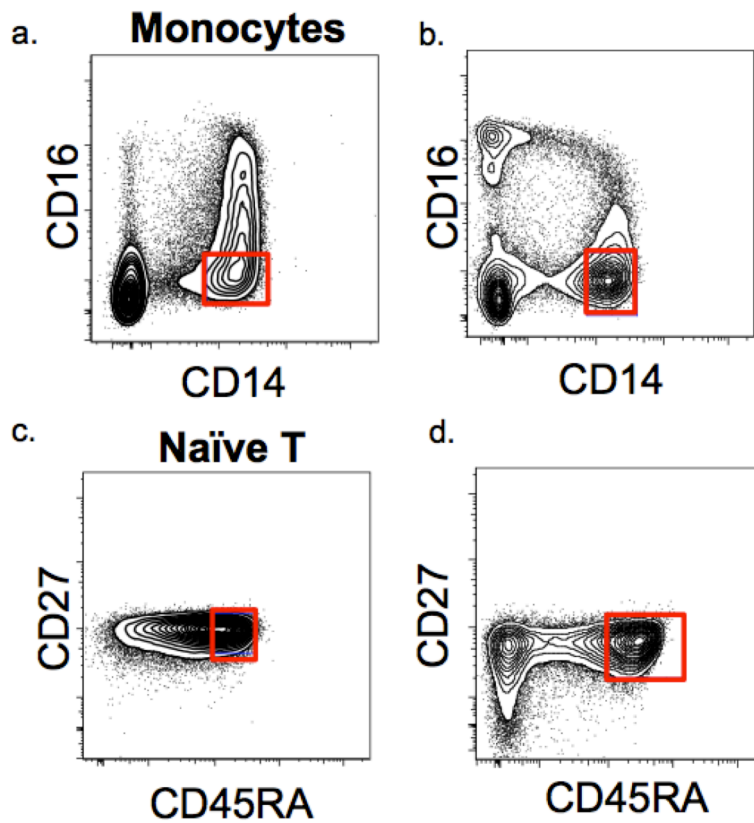 a.
Monocytes
b.
CD16
CD16
CD14
CD14
c.
Naïve T
d.
CD27
CD27
CD45RA
CD45RA